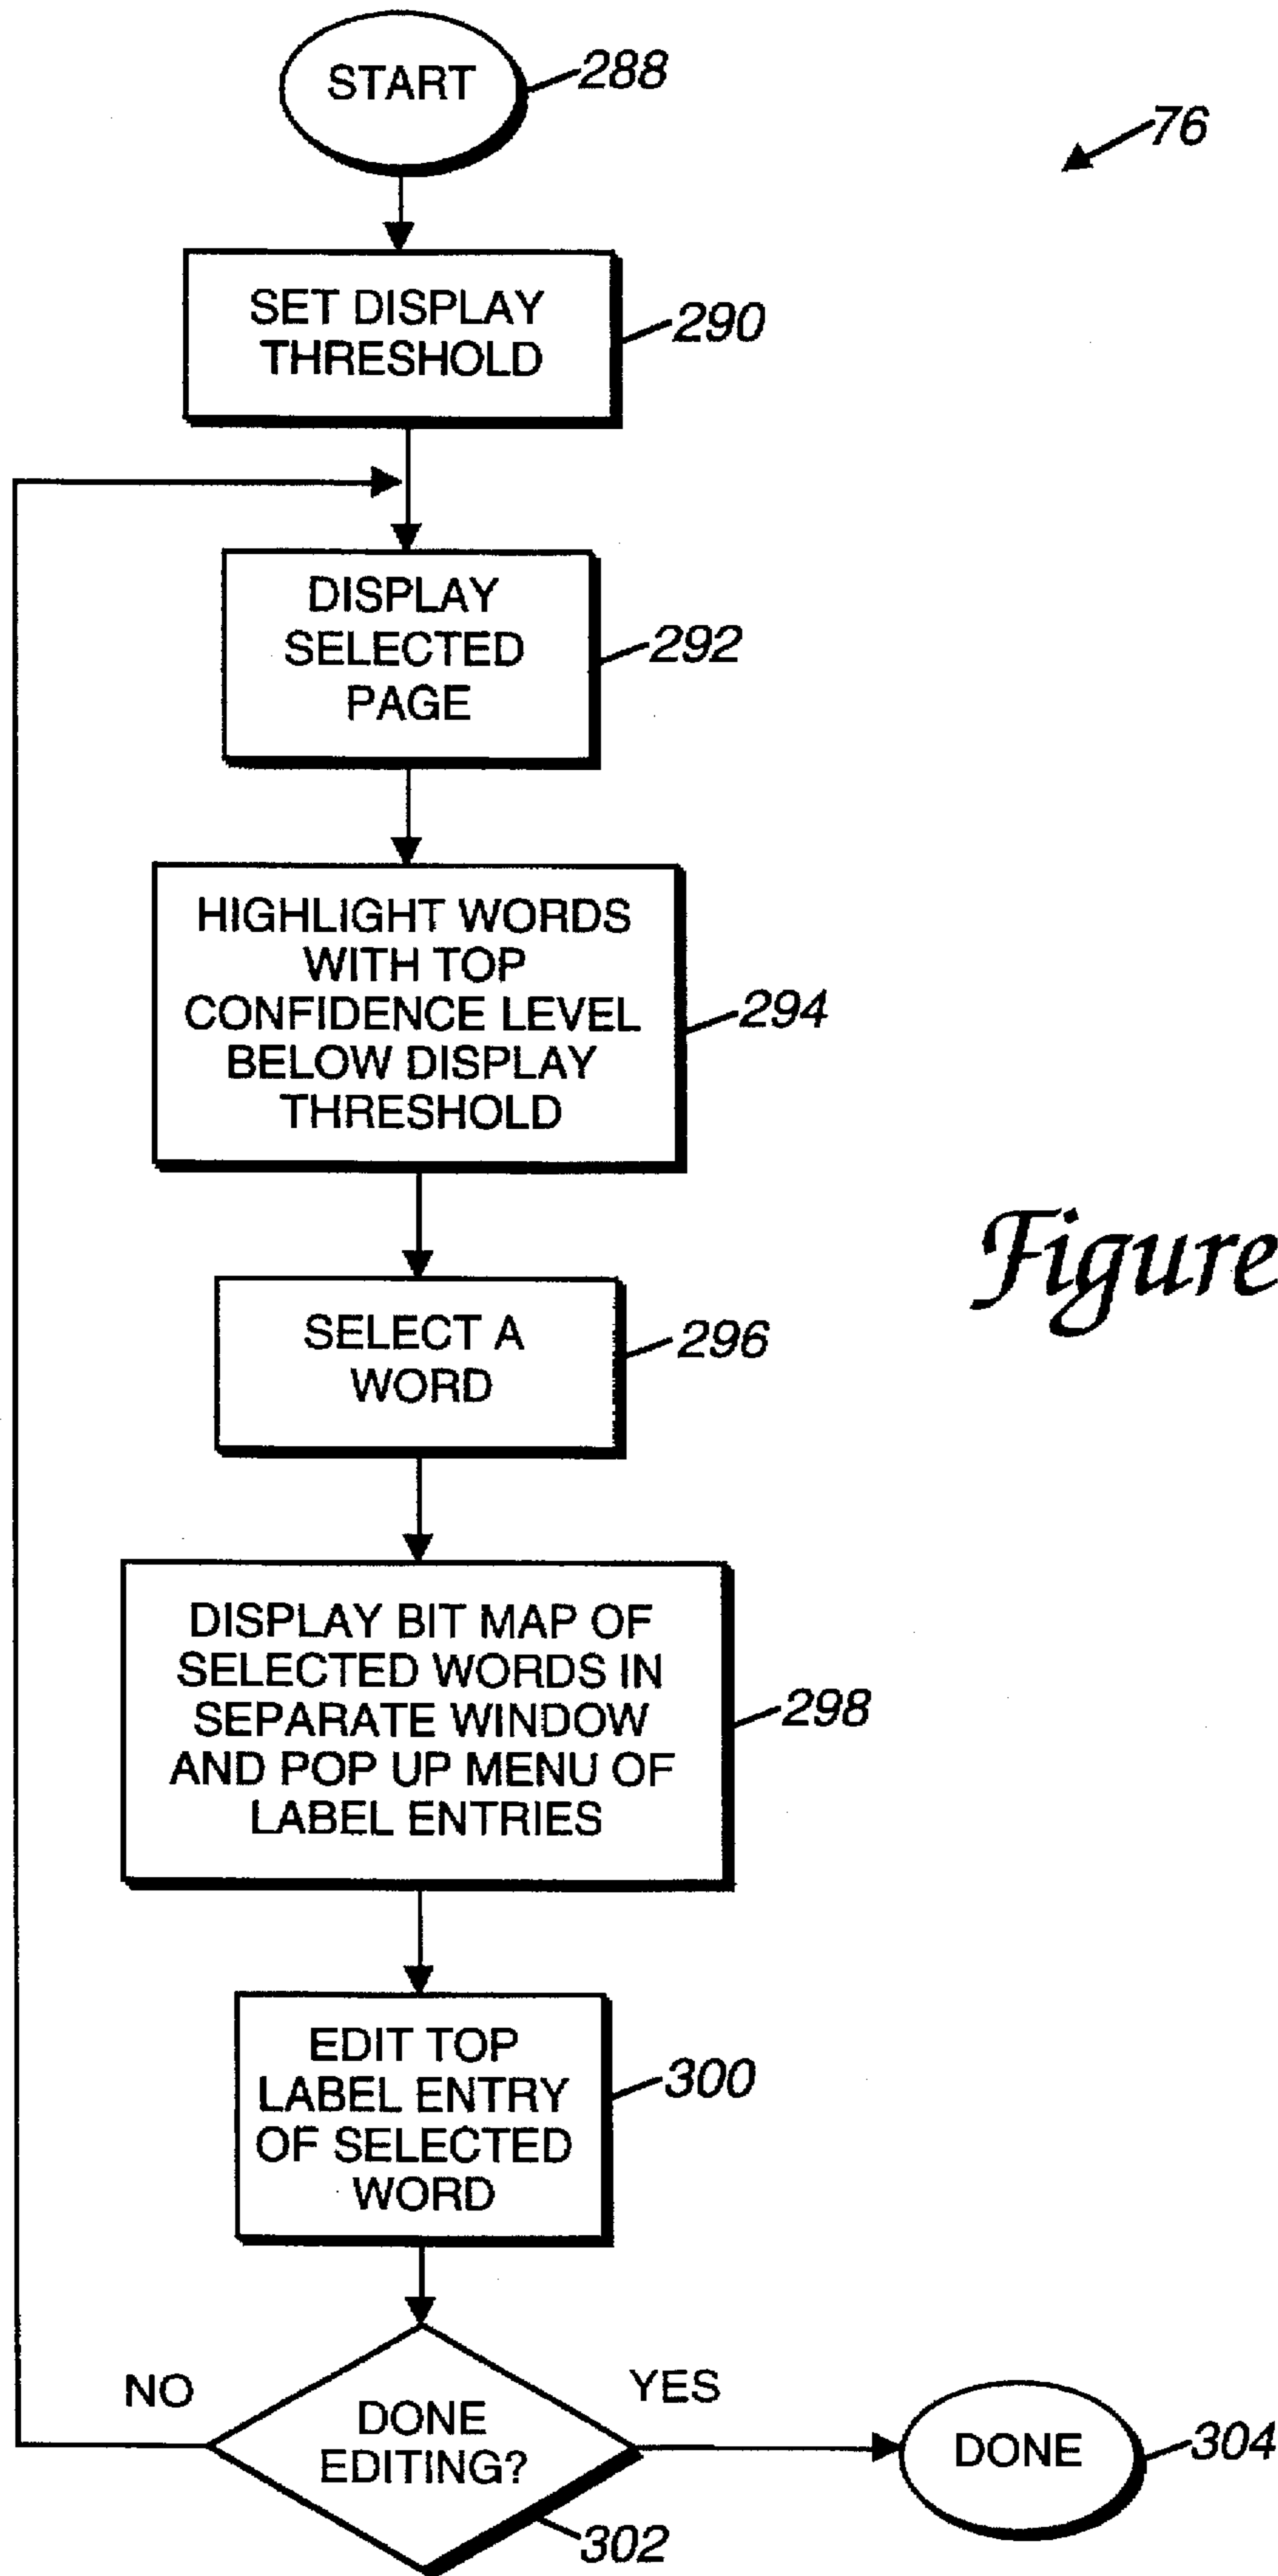 START
288
76
SET DISPLAY
THRESHOLD
290
DISPLAY
SELECTED
PAGE
292
HIGHLIGHT WORDS
WITH TOP
CONFIDENCE LEVEL
BELOW DISPLAY
THRESHOLD
294
Figure
SELECT A
WORD
296
DISPLAY BIT MAP OF
SELECTED WORDS IN
SEPARATE WINDOW
AND POP UP MENU OF
LABEL ENTRIES
298
EDIT TOP
LABEL ENTRY
OF SELECTED
WORD
300
NO
YES
DONE
EDITING?
302
DONE
304